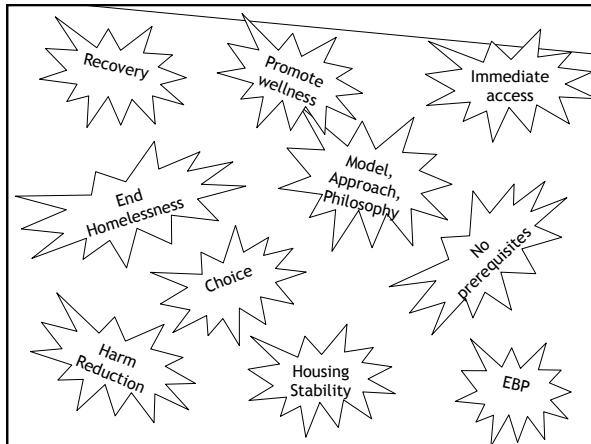 Recovery
Promote
wellness
Immediate
access
Model,
Approach,
Philosophy
End
Homelessness
No
prerequisites
Choice
Harm
Reduction
Housing
Stability
EBP